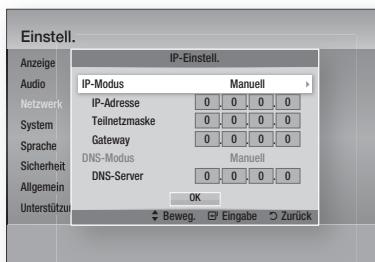 Einstell.
Anzeige
Audio
Netzwerk
System
Sprache
Sicherheit
Allgemein
Unterstützu
IP-Einstell.
IP-Modus Manuell
IP-Adresse 0 . 0 . 0 . 0
Teilnetzmaske 0 . 0 . 0 . 0
Gateway 0 . 0 . 0 . 0
DNS-Modus Manuell
DNS-Server 0 . 0 . 0 . 0
OK
Beweg. Eingabe Zurück